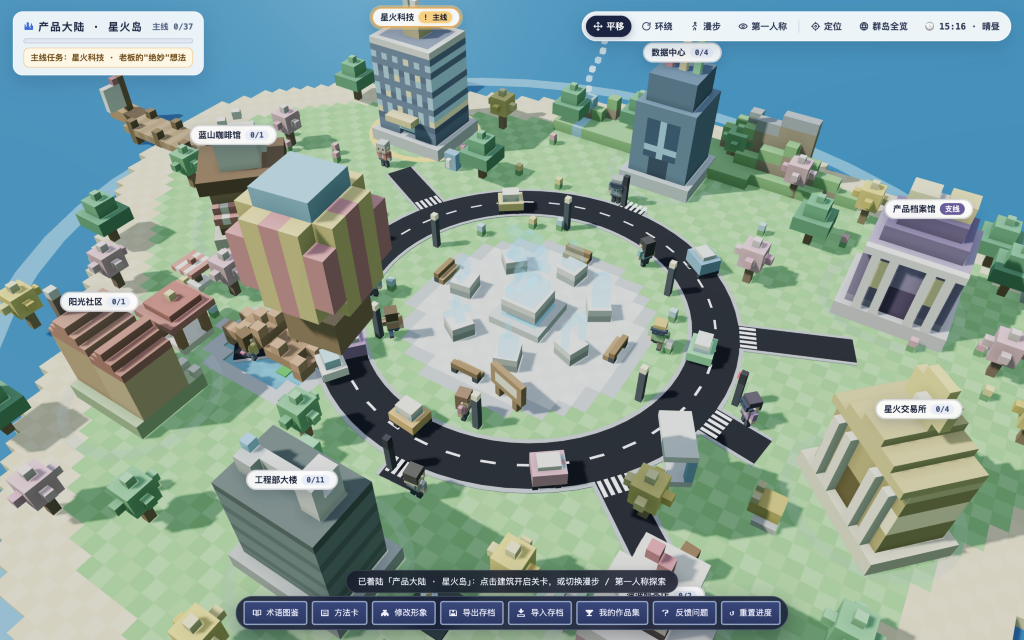 产品大陆 · 星火岛 主线 0/37
主线任务：星火科技 · 老板的"绝妙"想法
星火科技 ! 主线
平移 环绕 漫步 第一人称 定位 群岛全览 15:16 · 晴昼
数据中心 0/4
蓝山咖啡馆 0/1
产品档案馆 支线
阳光社区 0/1
星火交易所 0/4
工程部大楼 0/11
已着陆「产品大陆 · 星火岛」：点击建筑开启关卡，或切换漫步 / 第一人称探索
术语图鉴 方法卡 修改形象 导出存档 导入存档 我的作品集 反馈问题 重置进度